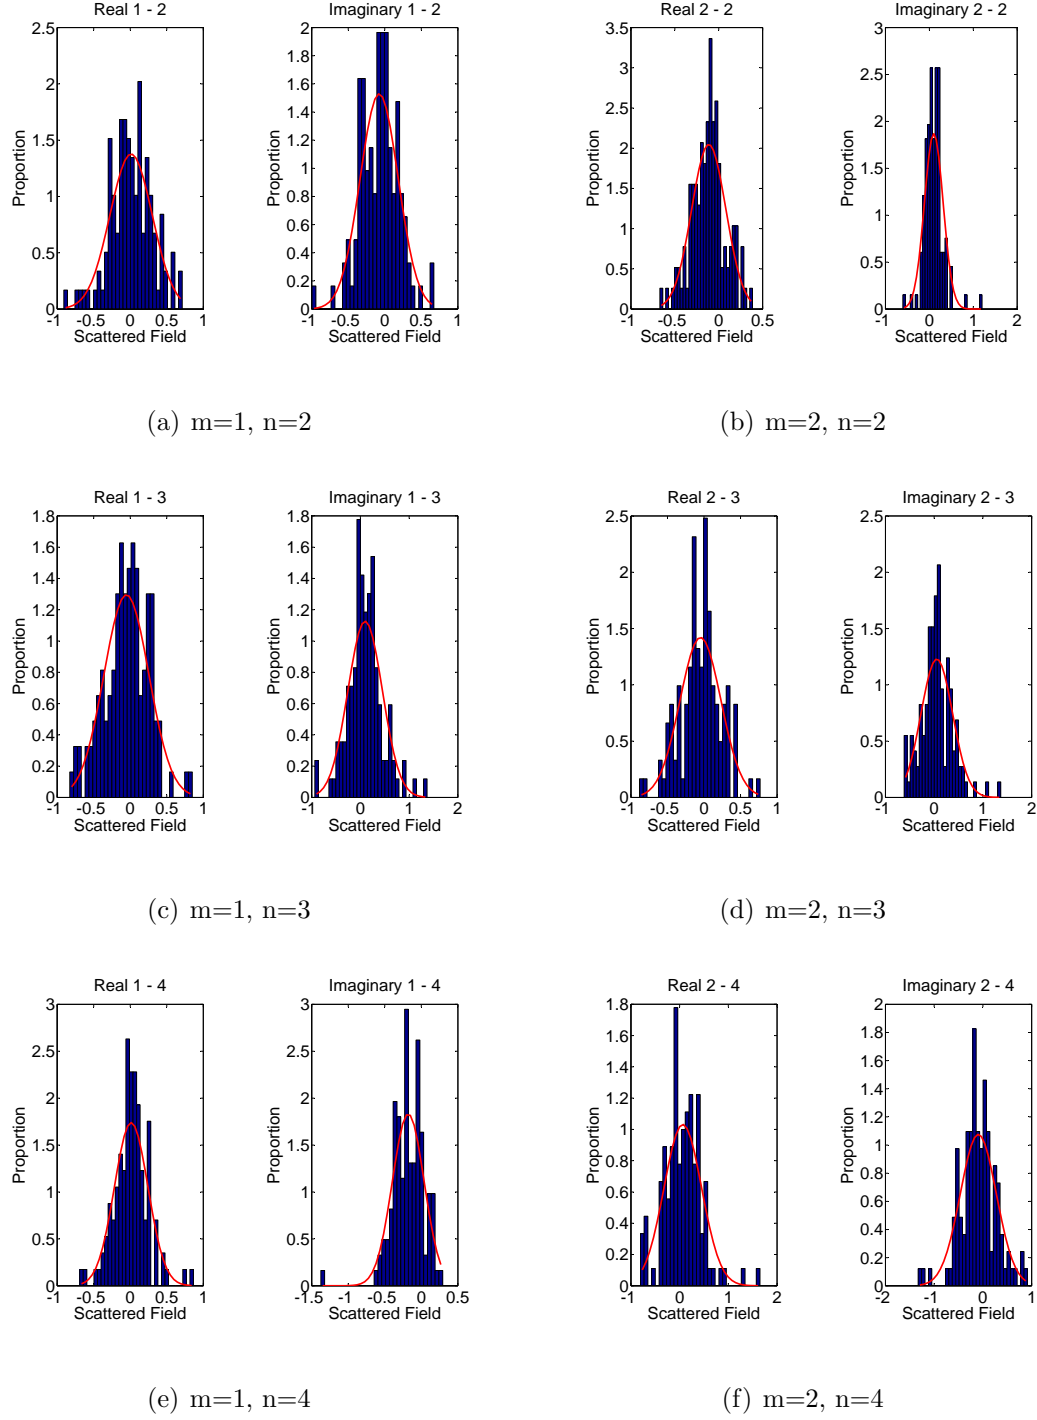 Real 1 - 2
Imaginary 1 - 2
Real 2 - 2
Imaginary 2 - 2
Proportion
2.5
2
1.5
1
0.5
0
-1 -0.5 0 0.5 1
Scattered Field
Proportion
2
1.8
1.6
1.4
1.2
1
0.8
0.6
0.4
0.2
0
-1 -0.5 0 0.5 1
Scattered Field
Proportion
3.5
3
2.5
2
1.5
1
0.5
0
-1 -0.5 0 0.5
Scattered Field
Proportion
3
2.5
2
1.5
1
0.5
0
-1 0 1 2
Scattered Field
(a) m=1, n=2
(b) m=2, n=2
Real 1 - 3
Imaginary 1 - 3
Real 2 - 3
Imaginary 2 - 3
Proportion
1.8
1.6
1.4
1.2
1
0.8
0.6
0.4
0.2
0
-1 -0.5 0 0.5 1
Scattered Field
Proportion
1.8
1.6
1.4
1.2
1
0.8
0.6
0.4
0.2
0
-1 0 1 2
Scattered Field
Proportion
2.5
2
1.5
1
0.5
0
-1 -0.5 0 0.5 1
Scattered Field
Proportion
2.5
2
1.5
1
0.5
0
-1 0 1 2
Scattered Field
(c) m=1, n=3
(d) m=2, n=3
Real 1 - 4
Imaginary 1 - 4
Real 2 - 4
Imaginary 2 - 4
Proportion
3
2.5
2
1.5
1
0.5
0
-1 -0.5 0 0.5 1
Scattered Field
Proportion
3
2.5
2
1.5
1
0.5
0
-1.5 -1 -0.5 0 0.5
Scattered Field
Proportion
1.8
1.6
1.4
1.2
1
0.8
0.6
0.4
0.2
0
-1 0 1 2
Scattered Field
Proportion
2
1.8
1.6
1.4
1.2
1
0.8
0.6
0.4
0.2
0
-2 -1 0 1
Scattered Field
(e) m=1, n=4
(f) m=2, n=4